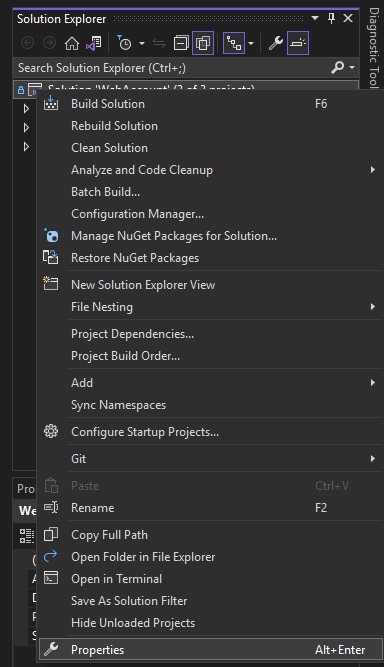 Solution Explorer
Diagnostic Tool
Search Solution Explorer (Ctrl+;)
Solution 'WebAccount' (3 of 3 projects)
Build Solution F6
Rebuild Solution
Clean Solution
Analyze and Code Cleanup
Batch Build...
Configuration Manager...
Manage NuGet Packages for Solution...
Restore NuGet Packages
New Solution Explorer View
File Nesting
Project Dependencies...
Project Build Order...
Add
Sync Namespaces
Configure Startup Projects...
Git
Paste Ctrl+V
Rename F2
Copy Full Path
Open Folder in File Explorer
Open in Terminal
Save As Solution Filter
Hide Unloaded Projects
Properties Alt+Enter
Pro
We